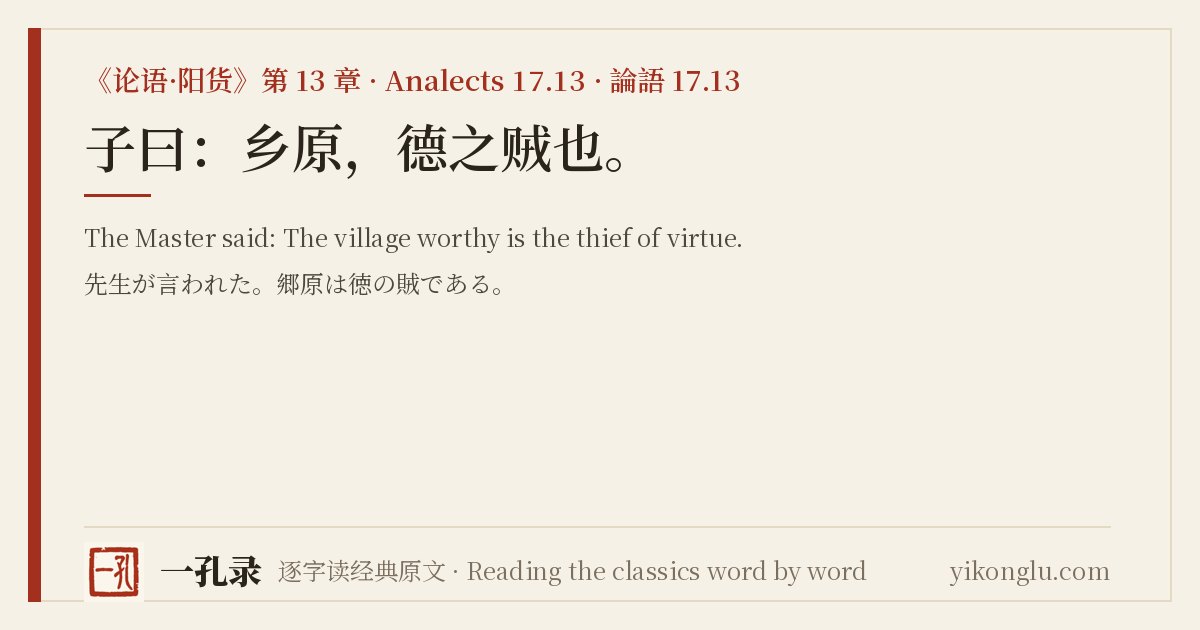 《论语·阳货》第 13 章 · Analects 17.13 · 論語 17.13
子曰：乡原，德之贼也。
The Master said: The village worthy is the thief of virtue.
先生が言われた。郷原は徳の賊である。
一孔
一孔录 逐字读经典原文 · Reading the classics word by word yikonglu.com